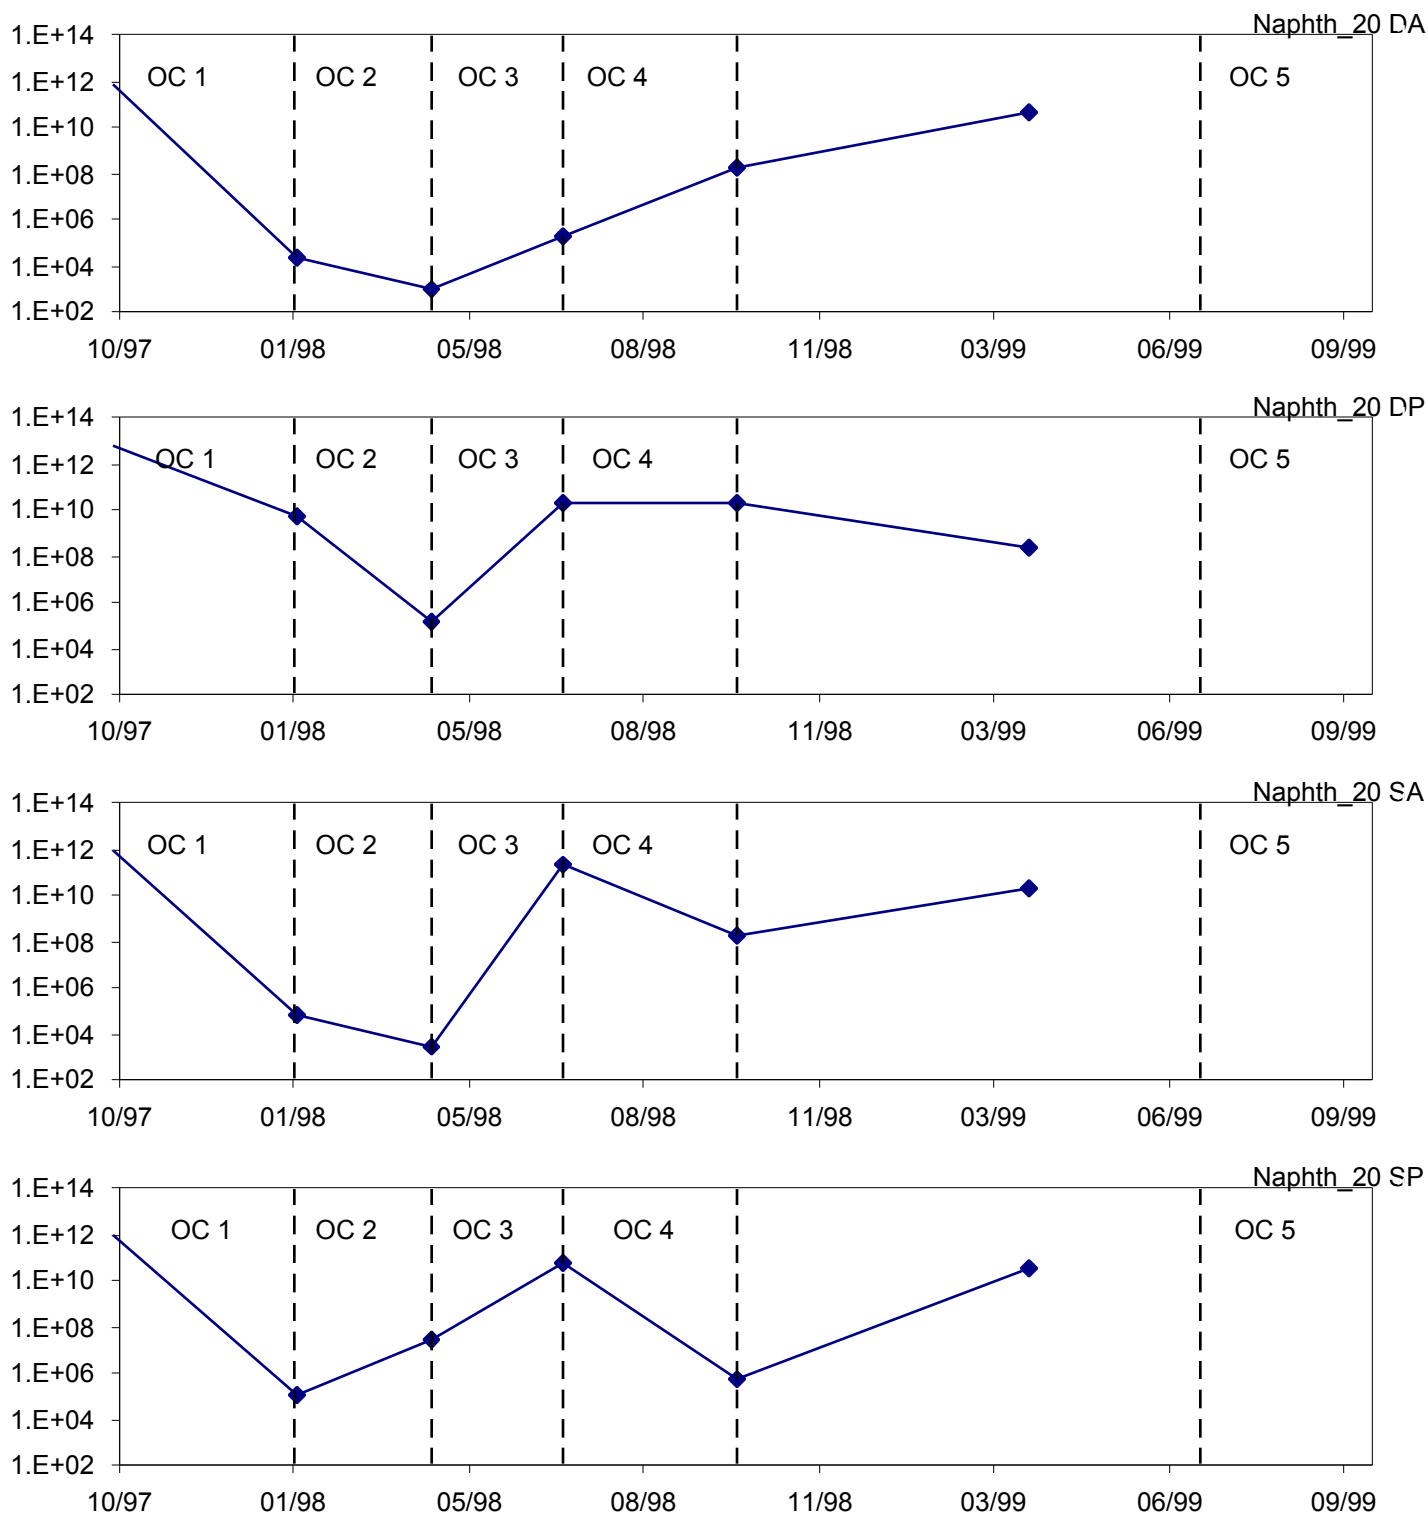 Naphth_20 DA
1.E+14
OC 1 OC 2 OC 3 OC 4 OC 5
1.E+12
1.E+10
1.E+08
1.E+06
1.E+04
1.E+02
10/97 01/98 05/98 08/98 11/98 03/99 06/99 09/99
Naphth_20 DP
1.E+14
OC 1 OC 2 OC 3 OC 4 OC 5
1.E+12
1.E+10
1.E+08
1.E+06
1.E+04
1.E+02
10/97 01/98 05/98 08/98 11/98 03/99 06/99 09/99
Naphth_20 SA
1.E+14
OC 1 OC 2 OC 3 OC 4 OC 5
1.E+12
1.E+10
1.E+08
1.E+06
1.E+04
1.E+02
10/97 01/98 05/98 08/98 11/98 03/99 06/99 09/99
Naphth_20 SP
1.E+14
OC 1 OC 2 OC 3 OC 4 OC 5
1.E+12
1.E+10
1.E+08
1.E+06
1.E+04
1.E+02
10/97 01/98 05/98 08/98 11/98 03/99 06/99 09/99